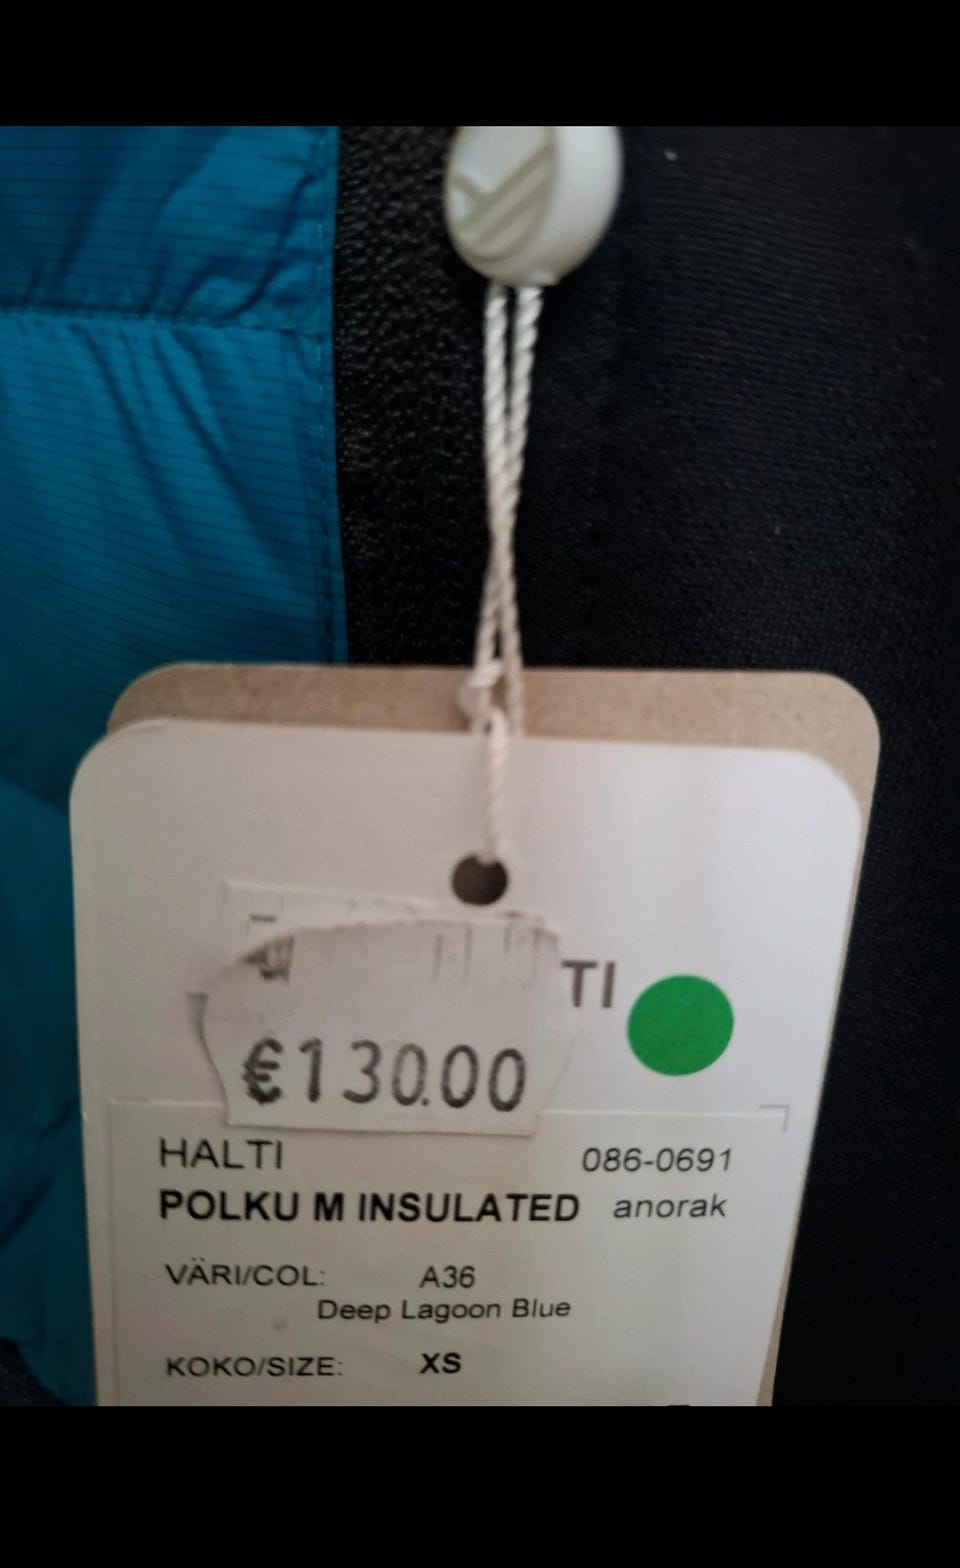 TI
€130.00
HALTI 086-0691
POLKU M INSULATED anorak
VÄRI/COL: A36
Deep Lagoon Blue
KOKO/SIZE: XS